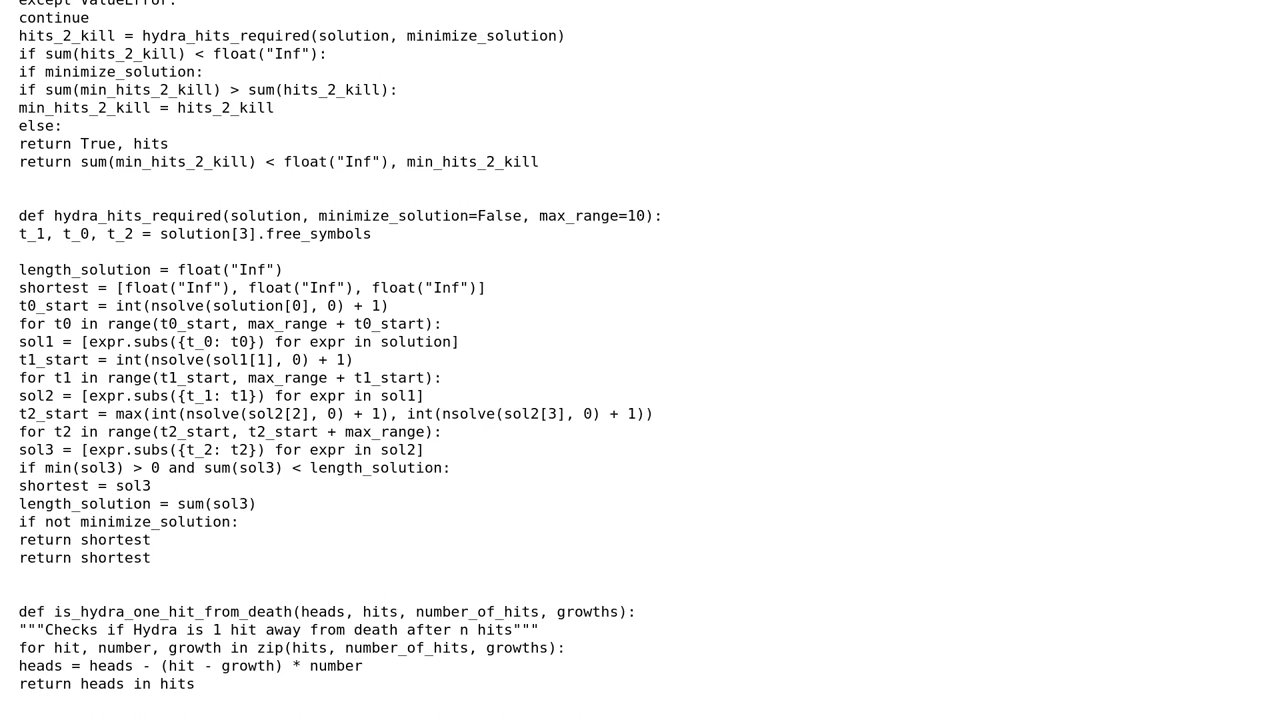 except ValueError:
continue
hits_2_kill = hydra_hits_required(solution, minimize_solution)
if sum(hits_2_kill) < float("Inf"):
if minimize_solution:
if sum(min_hits_2_kill) > sum(hits_2_kill):
min_hits_2_kill = hits_2_kill
else:
return True, hits
return sum(min_hits_2_kill) < float("Inf"), min_hits_2_kill
def hydra_hits_required(solution, minimize_solution=False, max_range=10):
t_1, t_0, t_2 = solution[3].free_symbols
length_solution = float("Inf")
shortest = [float("Inf"), float("Inf"), float("Inf")]
t0_start = int(nsolve(solution[0], 0) + 1)
for t0 in range(t0_start, max_range + t0_start):
sol1 = [expr.subs({t_0: t0}) for expr in solution]
t1_start = int(nsolve(sol1[1], 0) + 1)
for t1 in range(t1_start, max_range + t1_start):
sol2 = [expr.subs({t_1: t1}) for expr in sol1]
t2_start = max(int(nsolve(sol2[2], 0) + 1), int(nsolve(sol2[3], 0) + 1))
for t2 in range(t2_start, t2_start + max_range):
sol3 = [expr.subs({t_2: t2}) for expr in sol2]
if min(sol3) > 0 and sum(sol3) < length_solution:
shortest = sol3
length_solution = sum(sol3)
if not minimize_solution:
return shortest
return shortest
def is_hydra_one_hit_from_death(heads, hits, number_of_hits, growths):
"""Checks if Hydra is 1 hit away from death after n hits"""
for hit, number, growth in zip(hits, number_of_hits, growths):
heads = heads - (hit - growth) * number
return heads in hits